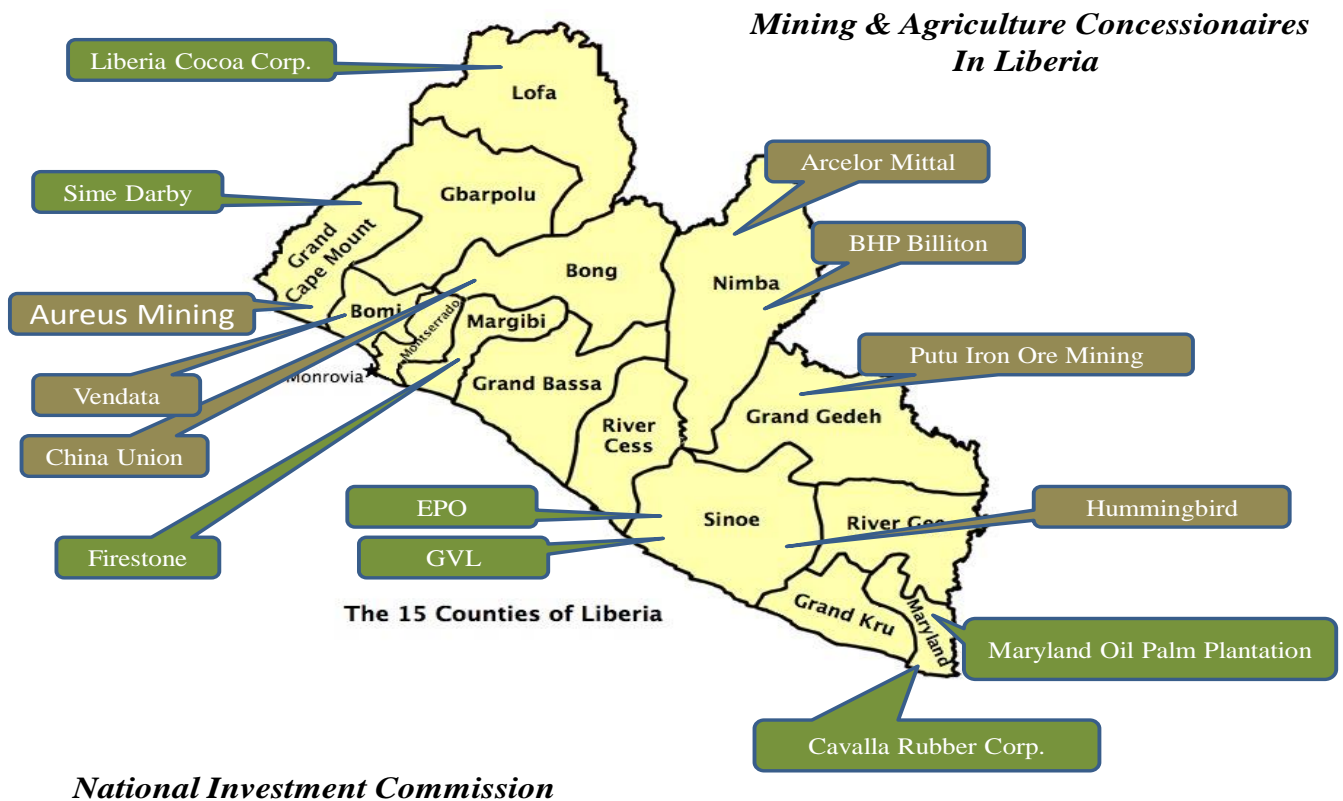 Mining & Agriculture Concessionaires
In Liberia
Liberia Cocoa Corp.
Lofa
Arcelor Mittal
Sime Darby
Gbarpolu
BHP Billiton
Grand
Cape Mount
Bong
Nimba
Aureus Mining
Bomi
Montserrado
Margibi
Putu Iron Ore Mining
Monrovia
Grand Bassa
Vendata
Grand Gedeh
River
Cess
China Union
EPO
Sinoe
River Gee
Hummingbird
Firestone
GVL
The 15 Counties of Liberia
Grand Kru
Maryland
Maryland Oil Palm Plantation
Cavalla Rubber Corp.
National Investment Commission